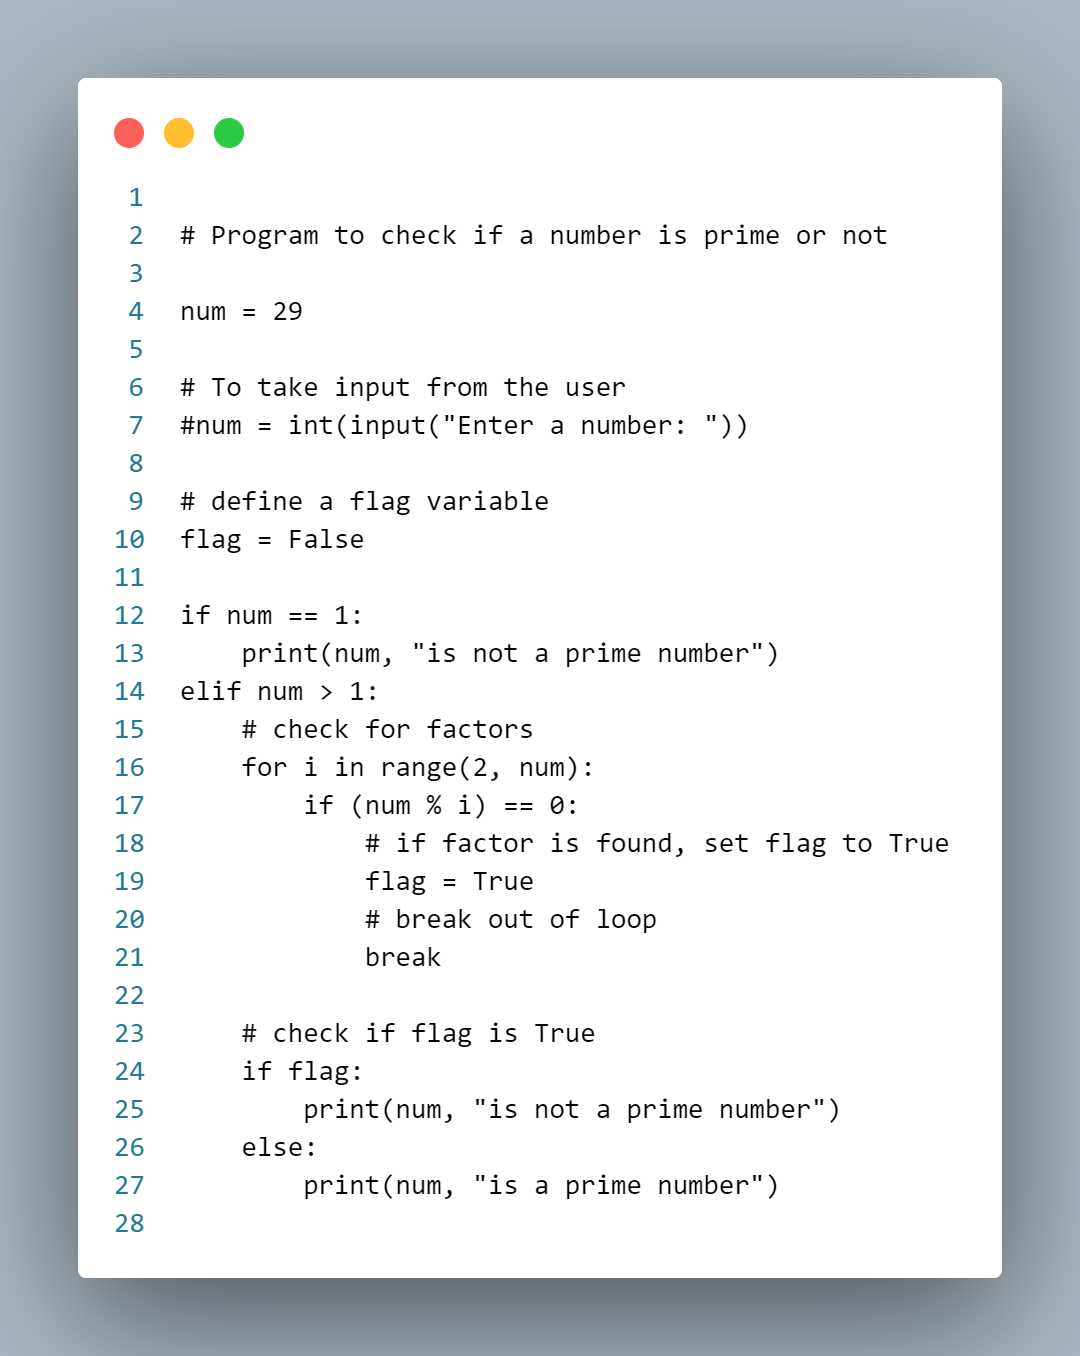 1
2 # Program to check if a number is prime or not
3
4 num = 29
5
6 # To take input from the user
7 #num = int(input("Enter a number: "))
8
9 # define a flag variable
10 flag = False
11
12 if num == 1:
13     print(num, "is not a prime number")
14 elif num > 1:
15     # check for factors
16     for i in range(2, num):
17         if (num % i) == 0:
18             # if factor is found, set flag to True
19             flag = True
20             # break out of loop
21             break
22
23     # check if flag is True
24     if flag:
25         print(num, "is not a prime number")
26     else:
27         print(num, "is a prime number")
28